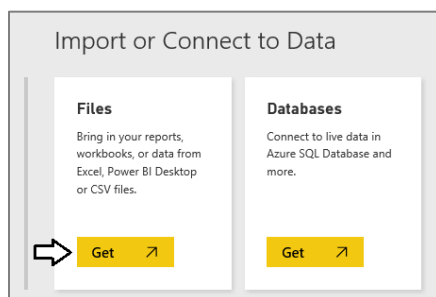 Import or Connect to Data
Files
Bring in your reports,
workbooks, or data from
Excel, Power BI Desktop
or CSV files.
Get
Databases
Connect to live data in
Azure SQL Database and
more.
Get